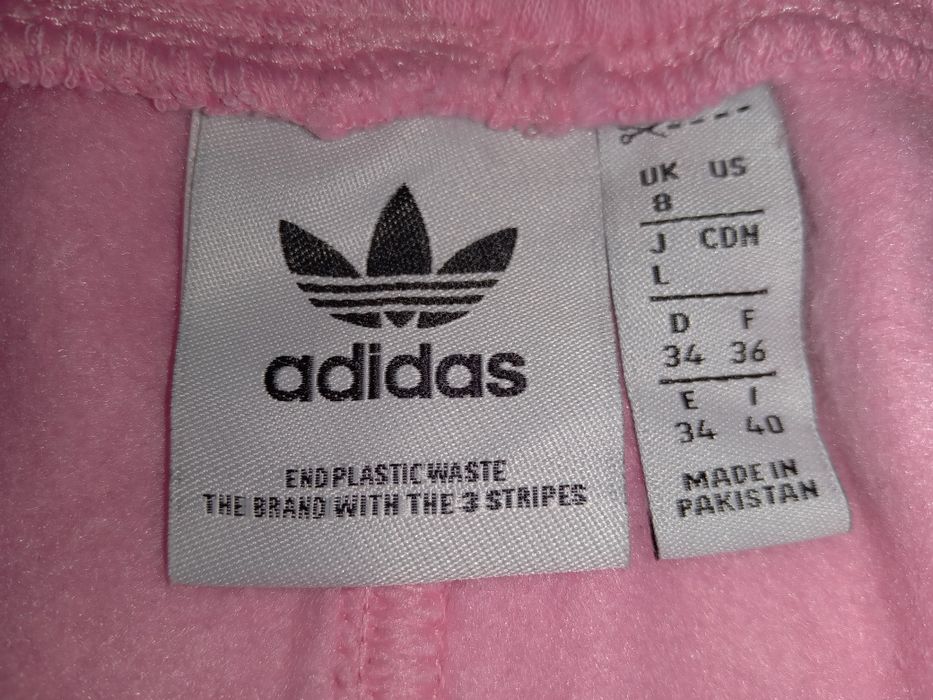 adidas
END PLASTIC WASTE
THE BRAND WITH THE 3 STRIPES
UK US
8
J CDN
L
D F
34 36
E I
34 40
MADE IN
PAKISTAN